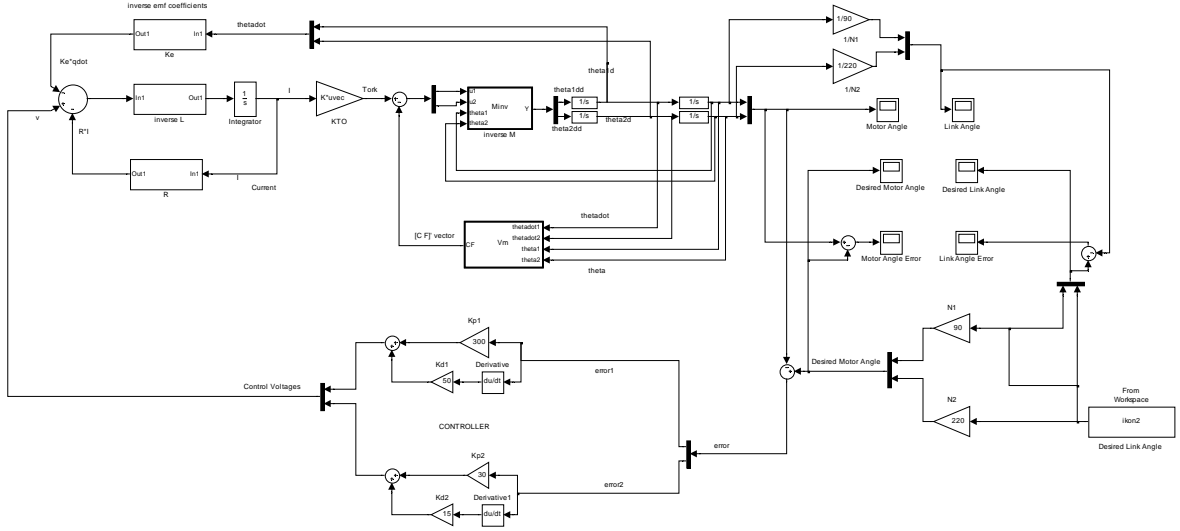 inverse emf coefficients
Out1
In1
Ke
thetadot
Ke*qdot
v
R*I
In1
Out1
inverse L
1
s
Integrator
I
K*uvec
KTO
Tork
u1
u2
theta1
theta2
Minv
Y
inverse M
theta1dd
1/s
1/s
theta2dd
theta1d
theta2d
1/s
1/s
1/90
1/N1
1/220
1/N2
Motor Angle
Link Angle
Out1
In1
R
I
Current
Desired Motor Angle
Desired Link Angle
[C F]' vector
CF
Vm
thetadot1
thetadot2
theta1
theta2
thetadot
theta
Motor Angle Error
Link Angle Error
N1
90
Kp1
300
Kd1
50
Derivative
du/dt
error1
Desired Motor Angle
N2
220
From
Workspace
ikon2
Desired Link Angle
Control Voltages
CONTROLLER
error
Kp2
30
Kd2
15
Derivative1
du/dt
error2